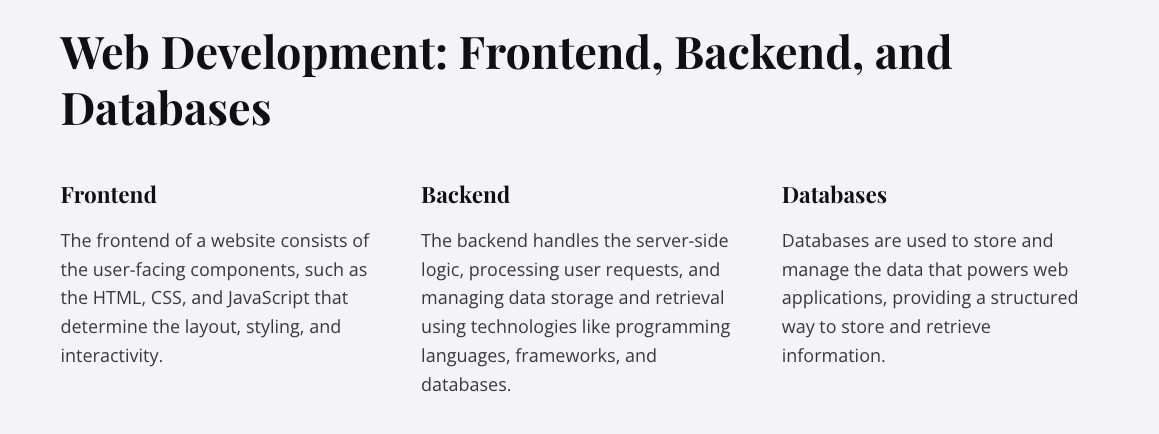 Web Development: Frontend, Backend, and
Databases
Frontend
The frontend of a website consists of
the user-facing components, such as
the HTML, CSS, and JavaScript that
determine the layout, styling, and
interactivity.
Backend
The backend handles the server-side
logic, processing user requests, and
managing data storage and retrieval
using technologies like programming
languages, frameworks, and
databases.
Databases
Databases are used to store and
manage the data that powers web
applications, providing a structured
way to store and retrieve
information.